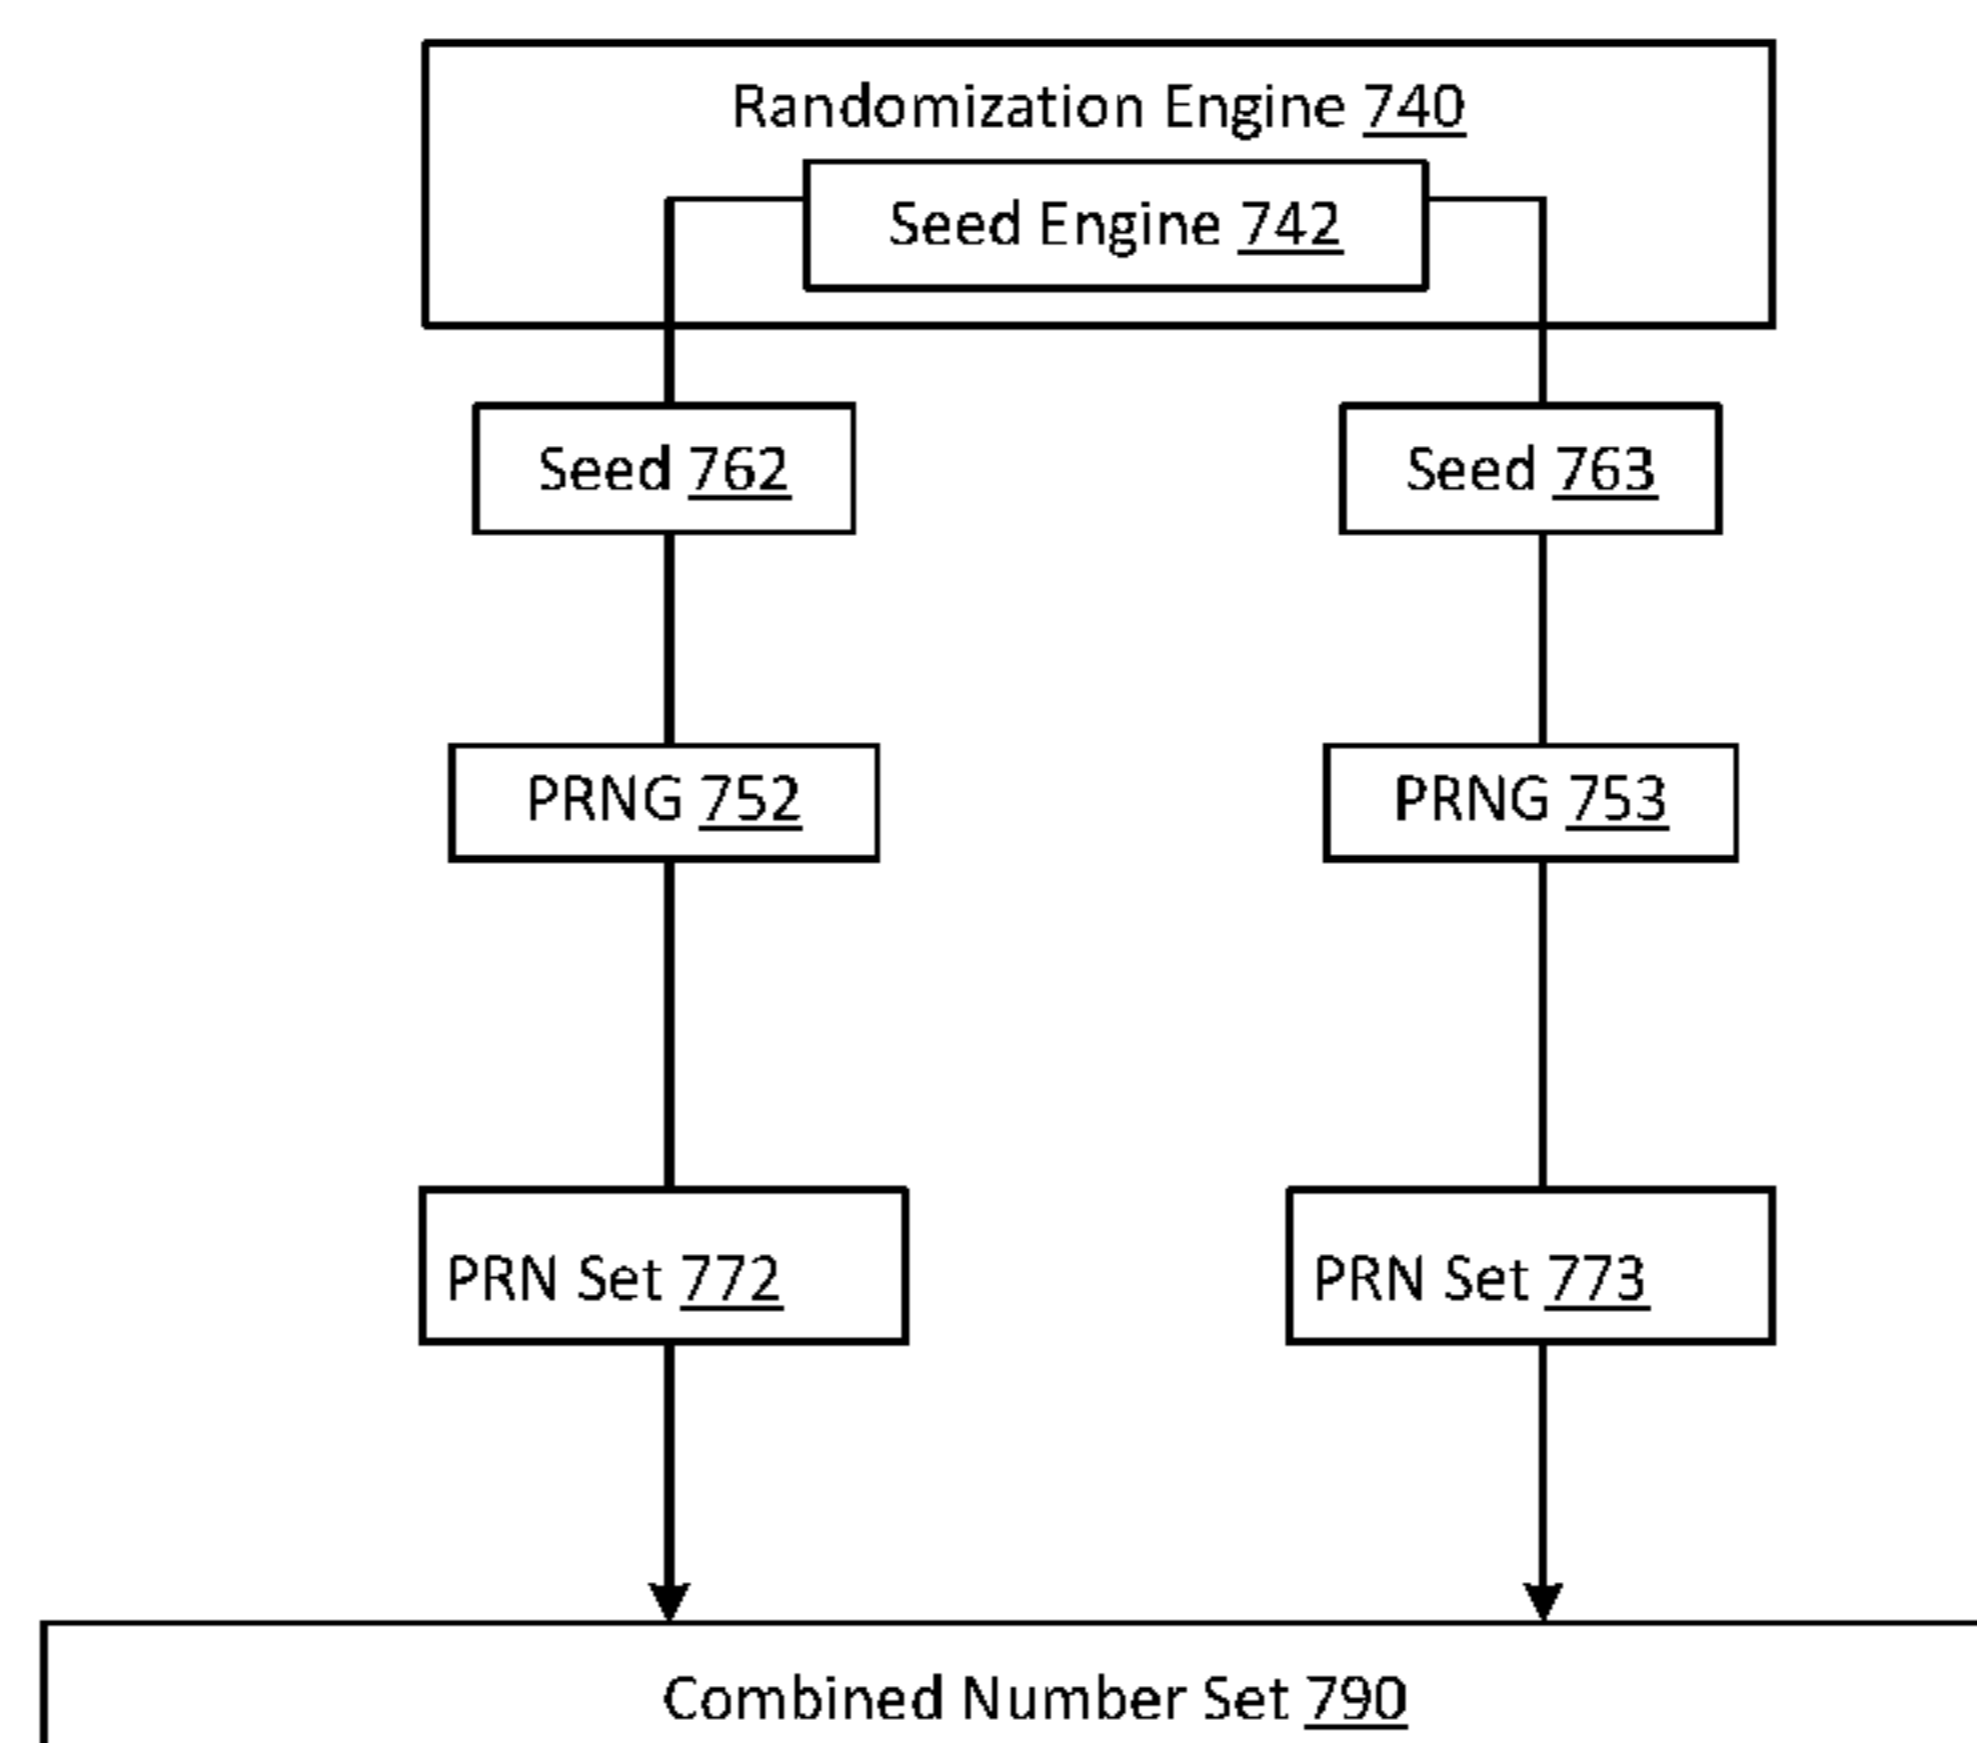 Randomization Engine 740
Seed Engine 742
Seed 762
Seed 763
PRNG 752
PRNG 753
PRN Set 772
PRN Set 773
Combined Number Set 790